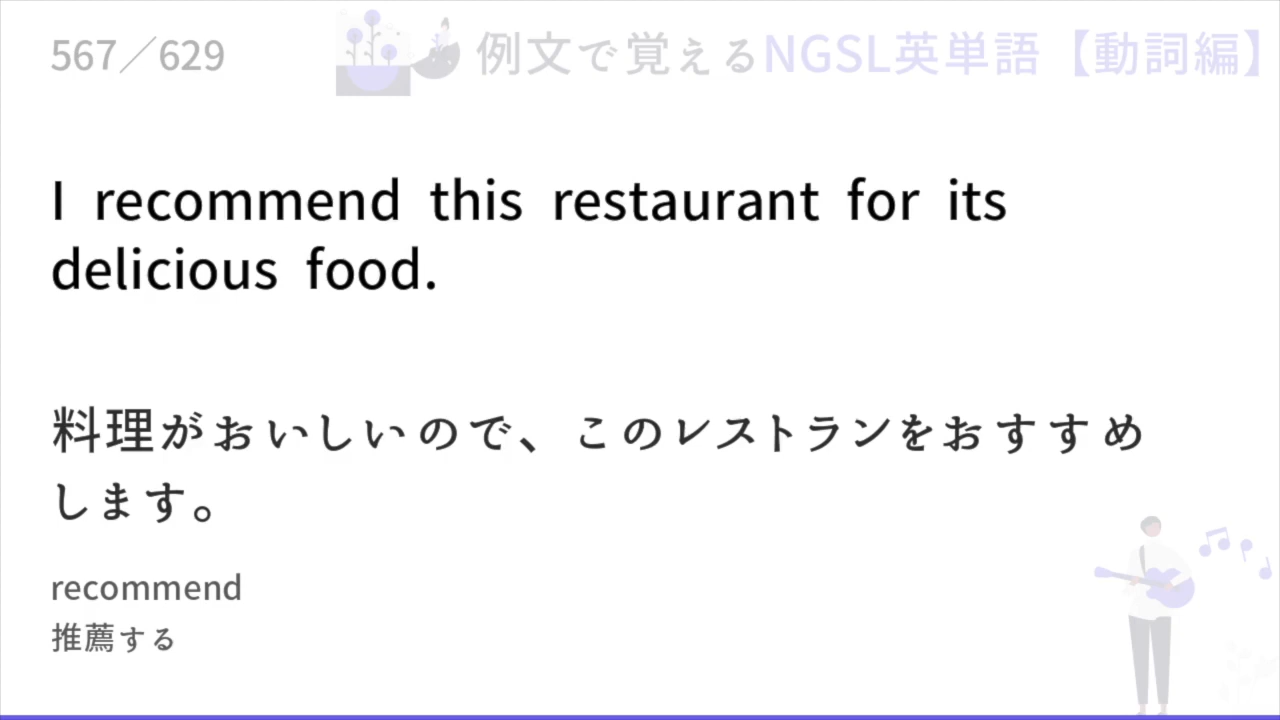 567／629
例文で覚えるNGSL英単語【動詞編】
I recommend this restaurant for its
delicious food.
料理がおいしいので、このレストランをおすすめ
します。
recommend
推薦する